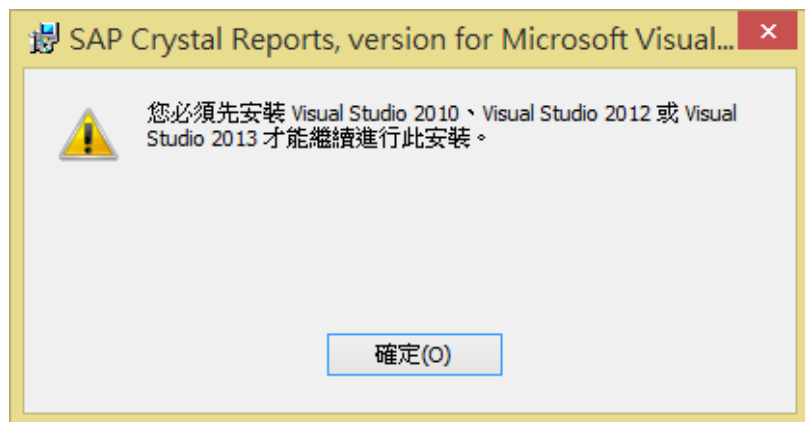 SAP Crystal Reports, version for Microsoft Visual...
您必須先安裝 Visual Studio 2010、Visual Studio 2012 或 Visual
Studio 2013 才能繼續進行此安裝。
確定(O)